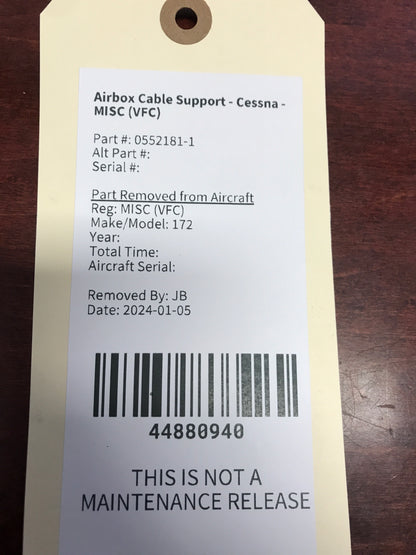 Airbox Cable Support - Cessna -
MISC (VFC)
Part #: 0552181-1
Alt Part #:
Serial #:
Part Removed from Aircraft
Reg: MISC (VFC)
Make/Model: 172
Year:
Total Time:
Aircraft Serial:
Removed By: JB
Date: 2024-01-05
44880940
THIS IS NOT A
MAINTENANCE RELEASE